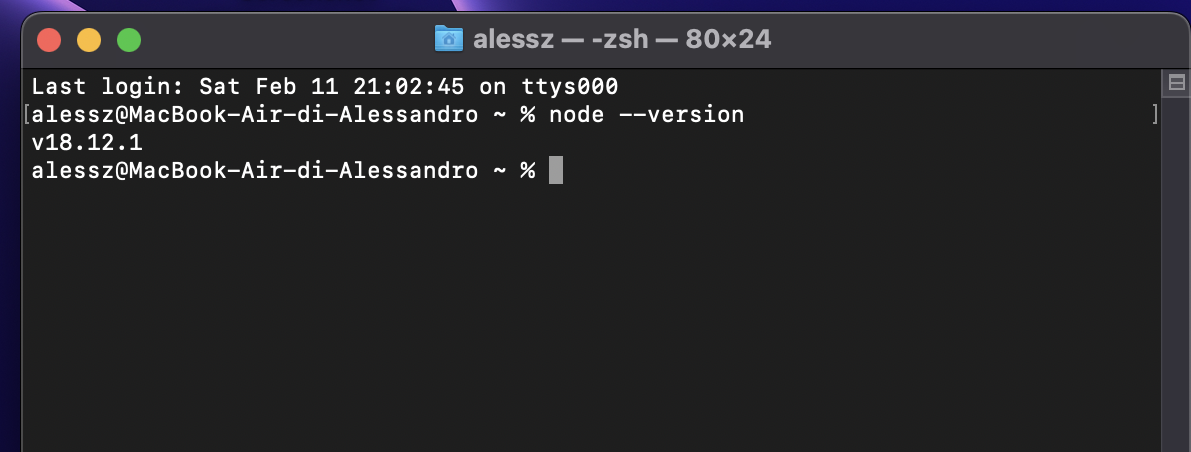 alessz — -zsh — 80×24
Last login: Sat Feb 11 21:02:45 on ttys000
[alessz@MacBook-Air-di-Alessandro ~ % node --version ]
v18.12.1
alessz@MacBook-Air-di-Alessandro ~ %